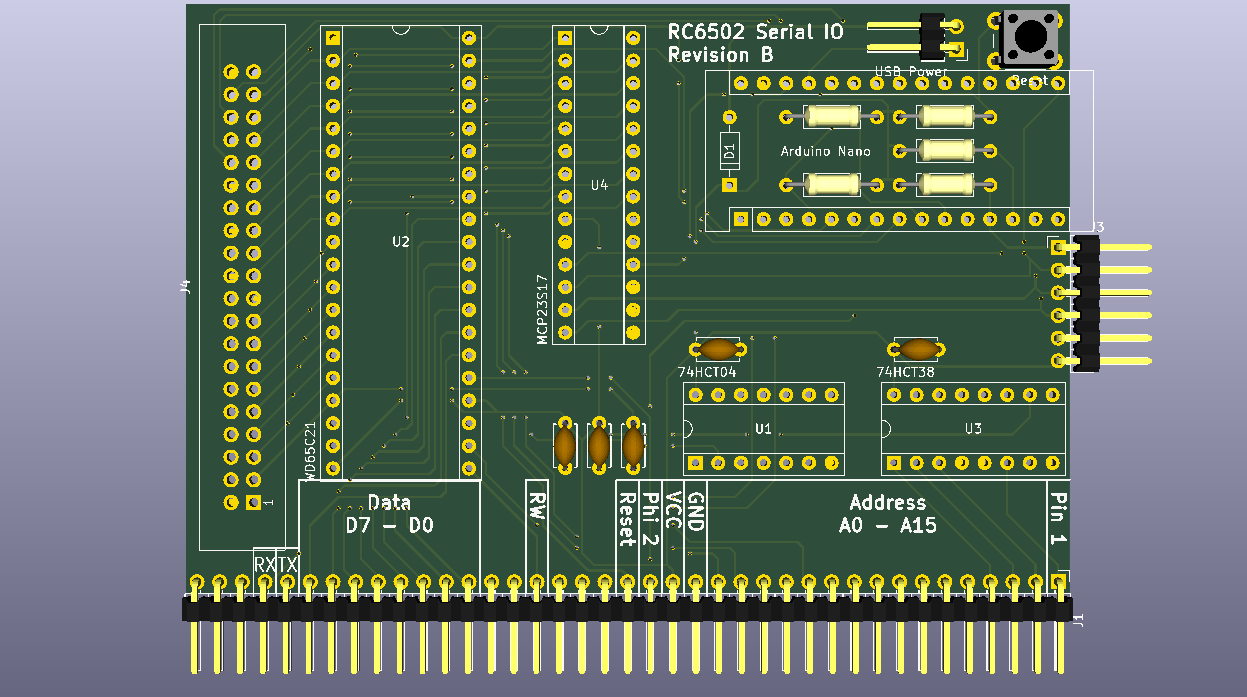 RC6502 Serial IO
Revision B
USB Power
Reset
D1
Arduino Nano
U4
U2
J3
J4
MCP23S17
74HCT04
74HCT38
WD65C21
U1
U3
1
Data
D7 - D0
RW
Reset
Phi 2
VCC
GND
Address
A0 - A15
Pin 1
RX
TX
J1